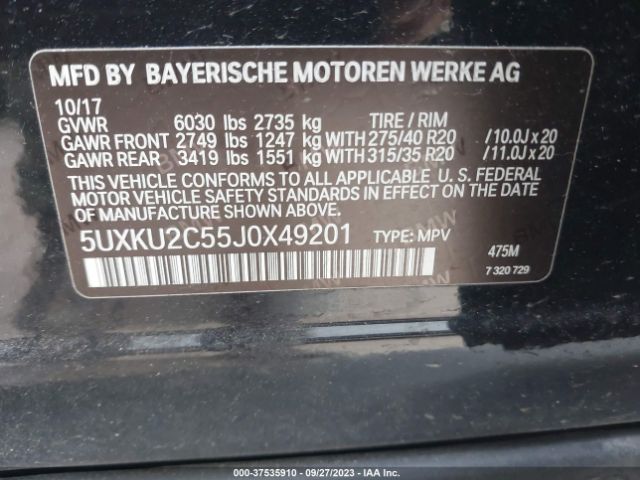 MFD BY BAYERISCHE MOTOREN WERKE AG
10/17
GVWR 6030 lbs 2735 kg TIRE / RIM
GAWR FRONT 2749 lbs 1247 kg WITH 275/40 R20 /10.0J x 20
GAWR REAR 3419 lbs 1551 kg WITH 315/35 R20 /11.0J x 20
THIS VEHICLE CONFORMS TO ALL APPLICABLE U. S. FEDERAL
MOTOR VEHICLE SAFETY STANDARDS IN EFFECT ON THE DATE
OF MANUFACTURE SHOWN ABOVE.
5UXKU2C55J0X49201 TYPE: MPV 475M
7 320 729
000-37535910 - 09/27/2023 - IAA Inc.